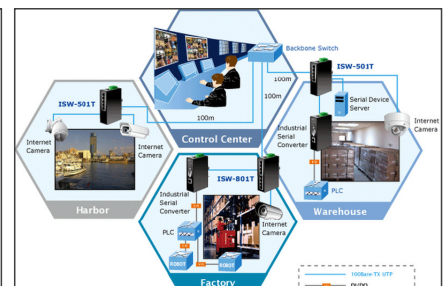 Backbone Switch
ISW-501T
100m
100m
ISW-501T
100m
Serial Device
Server
Internet
Camera
Internet
Camera
Control Center
Industrial
Serial
Converter
Internet
Camera
PLC
Harbor
ISW-801T
Warehouse
Industrial
Serial
Converter
PLC
Internet
Camera
ROBOT
ROBOT
Factory
100Base-TX UTP